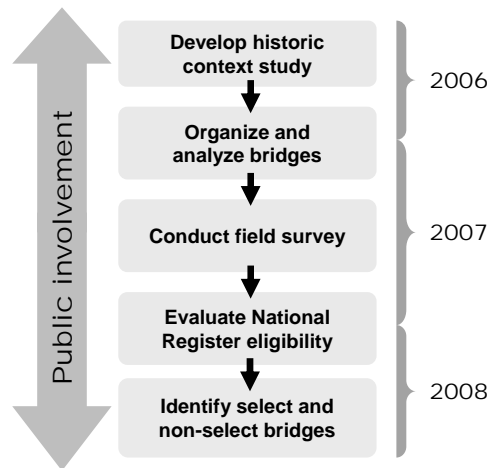 Public involvement
Develop historic
context study
Organize and
analyze bridges
Conduct field survey
Evaluate National
Register eligibility
Identify select and
non-select bridges
2006
2007
2008